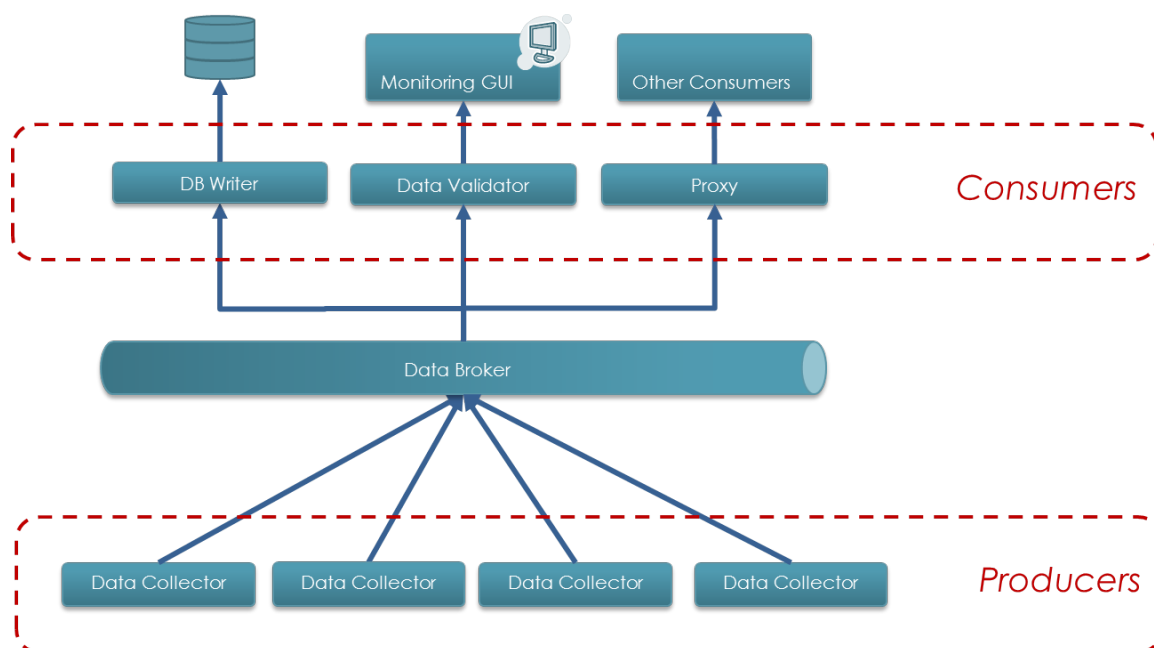 Monitoring GUI
Other Consumers
DB Writer
Data Validator
Proxy
Consumers
Data Broker
Data Collector
Data Collector
Data Collector
Data Collector
Producers